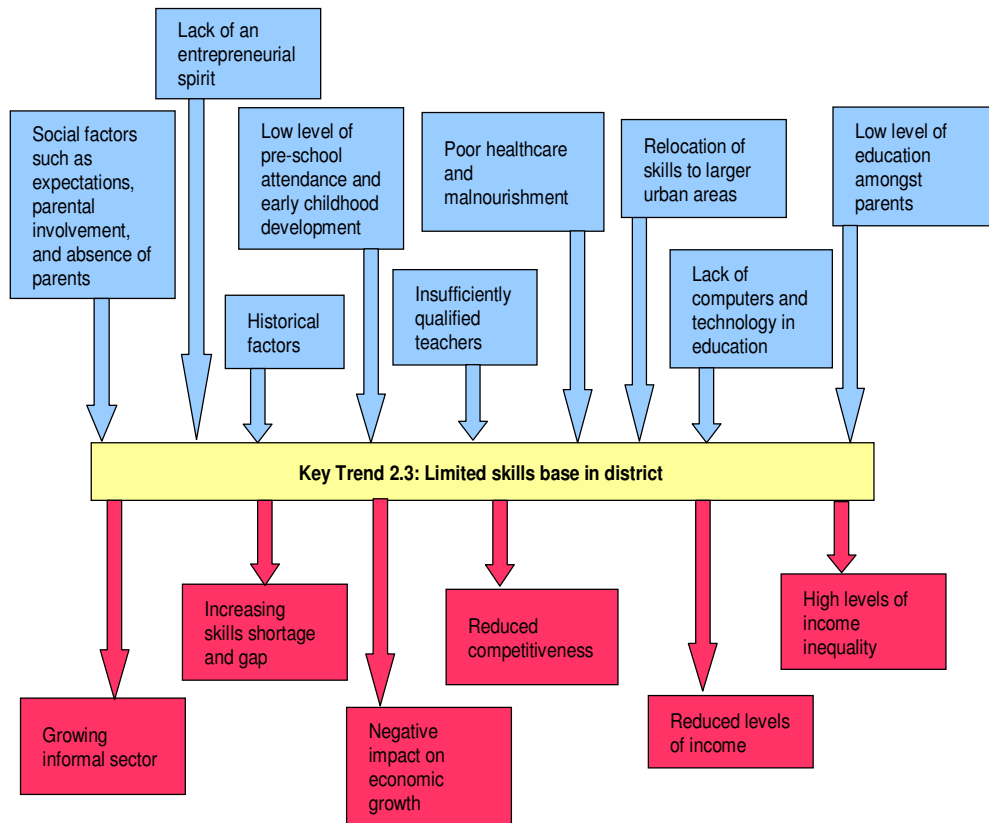 Lack of an
entrepreneurial
spirit
Social factors
such as
expectations,
parental
involvement,
and absence of
parents
Low level of
pre-school
attendance and
early childhood
development
Poor healthcare
and
malnourishment
Relocation of
skills to larger
urban areas
Low level of
education
amongst
parents
Historical
factors
Insufficiently
qualified
teachers
Lack of
computers and
technology in
education
Key Trend 2.3: Limited skills base in district
Increasing
skills shortage
and gap
Reduced
competitiveness
High levels of
income
inequality
Growing
informal sector
Negative
impact on
economic
growth
Reduced levels
of income